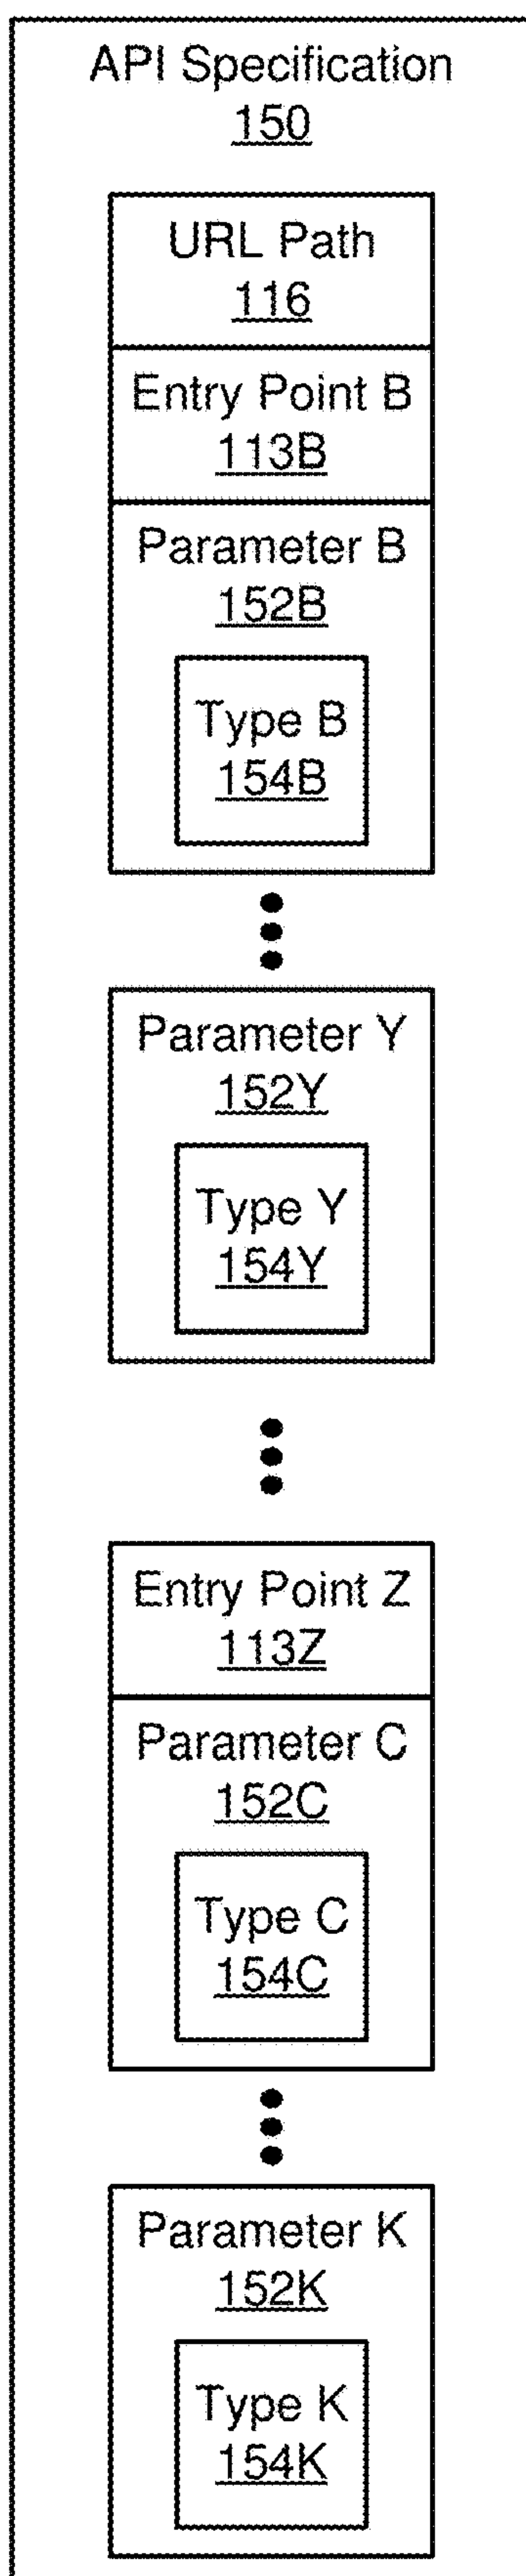 API Specification
150
URL Path
116
Entry Point B
113B
Parameter B
152B
Type B
154B
Parameter Y
152Y
Type Y
154Y
Entry Point Z
113Z
Parameter C
152C
Type C
154C
Parameter K
152K
Type K
154K